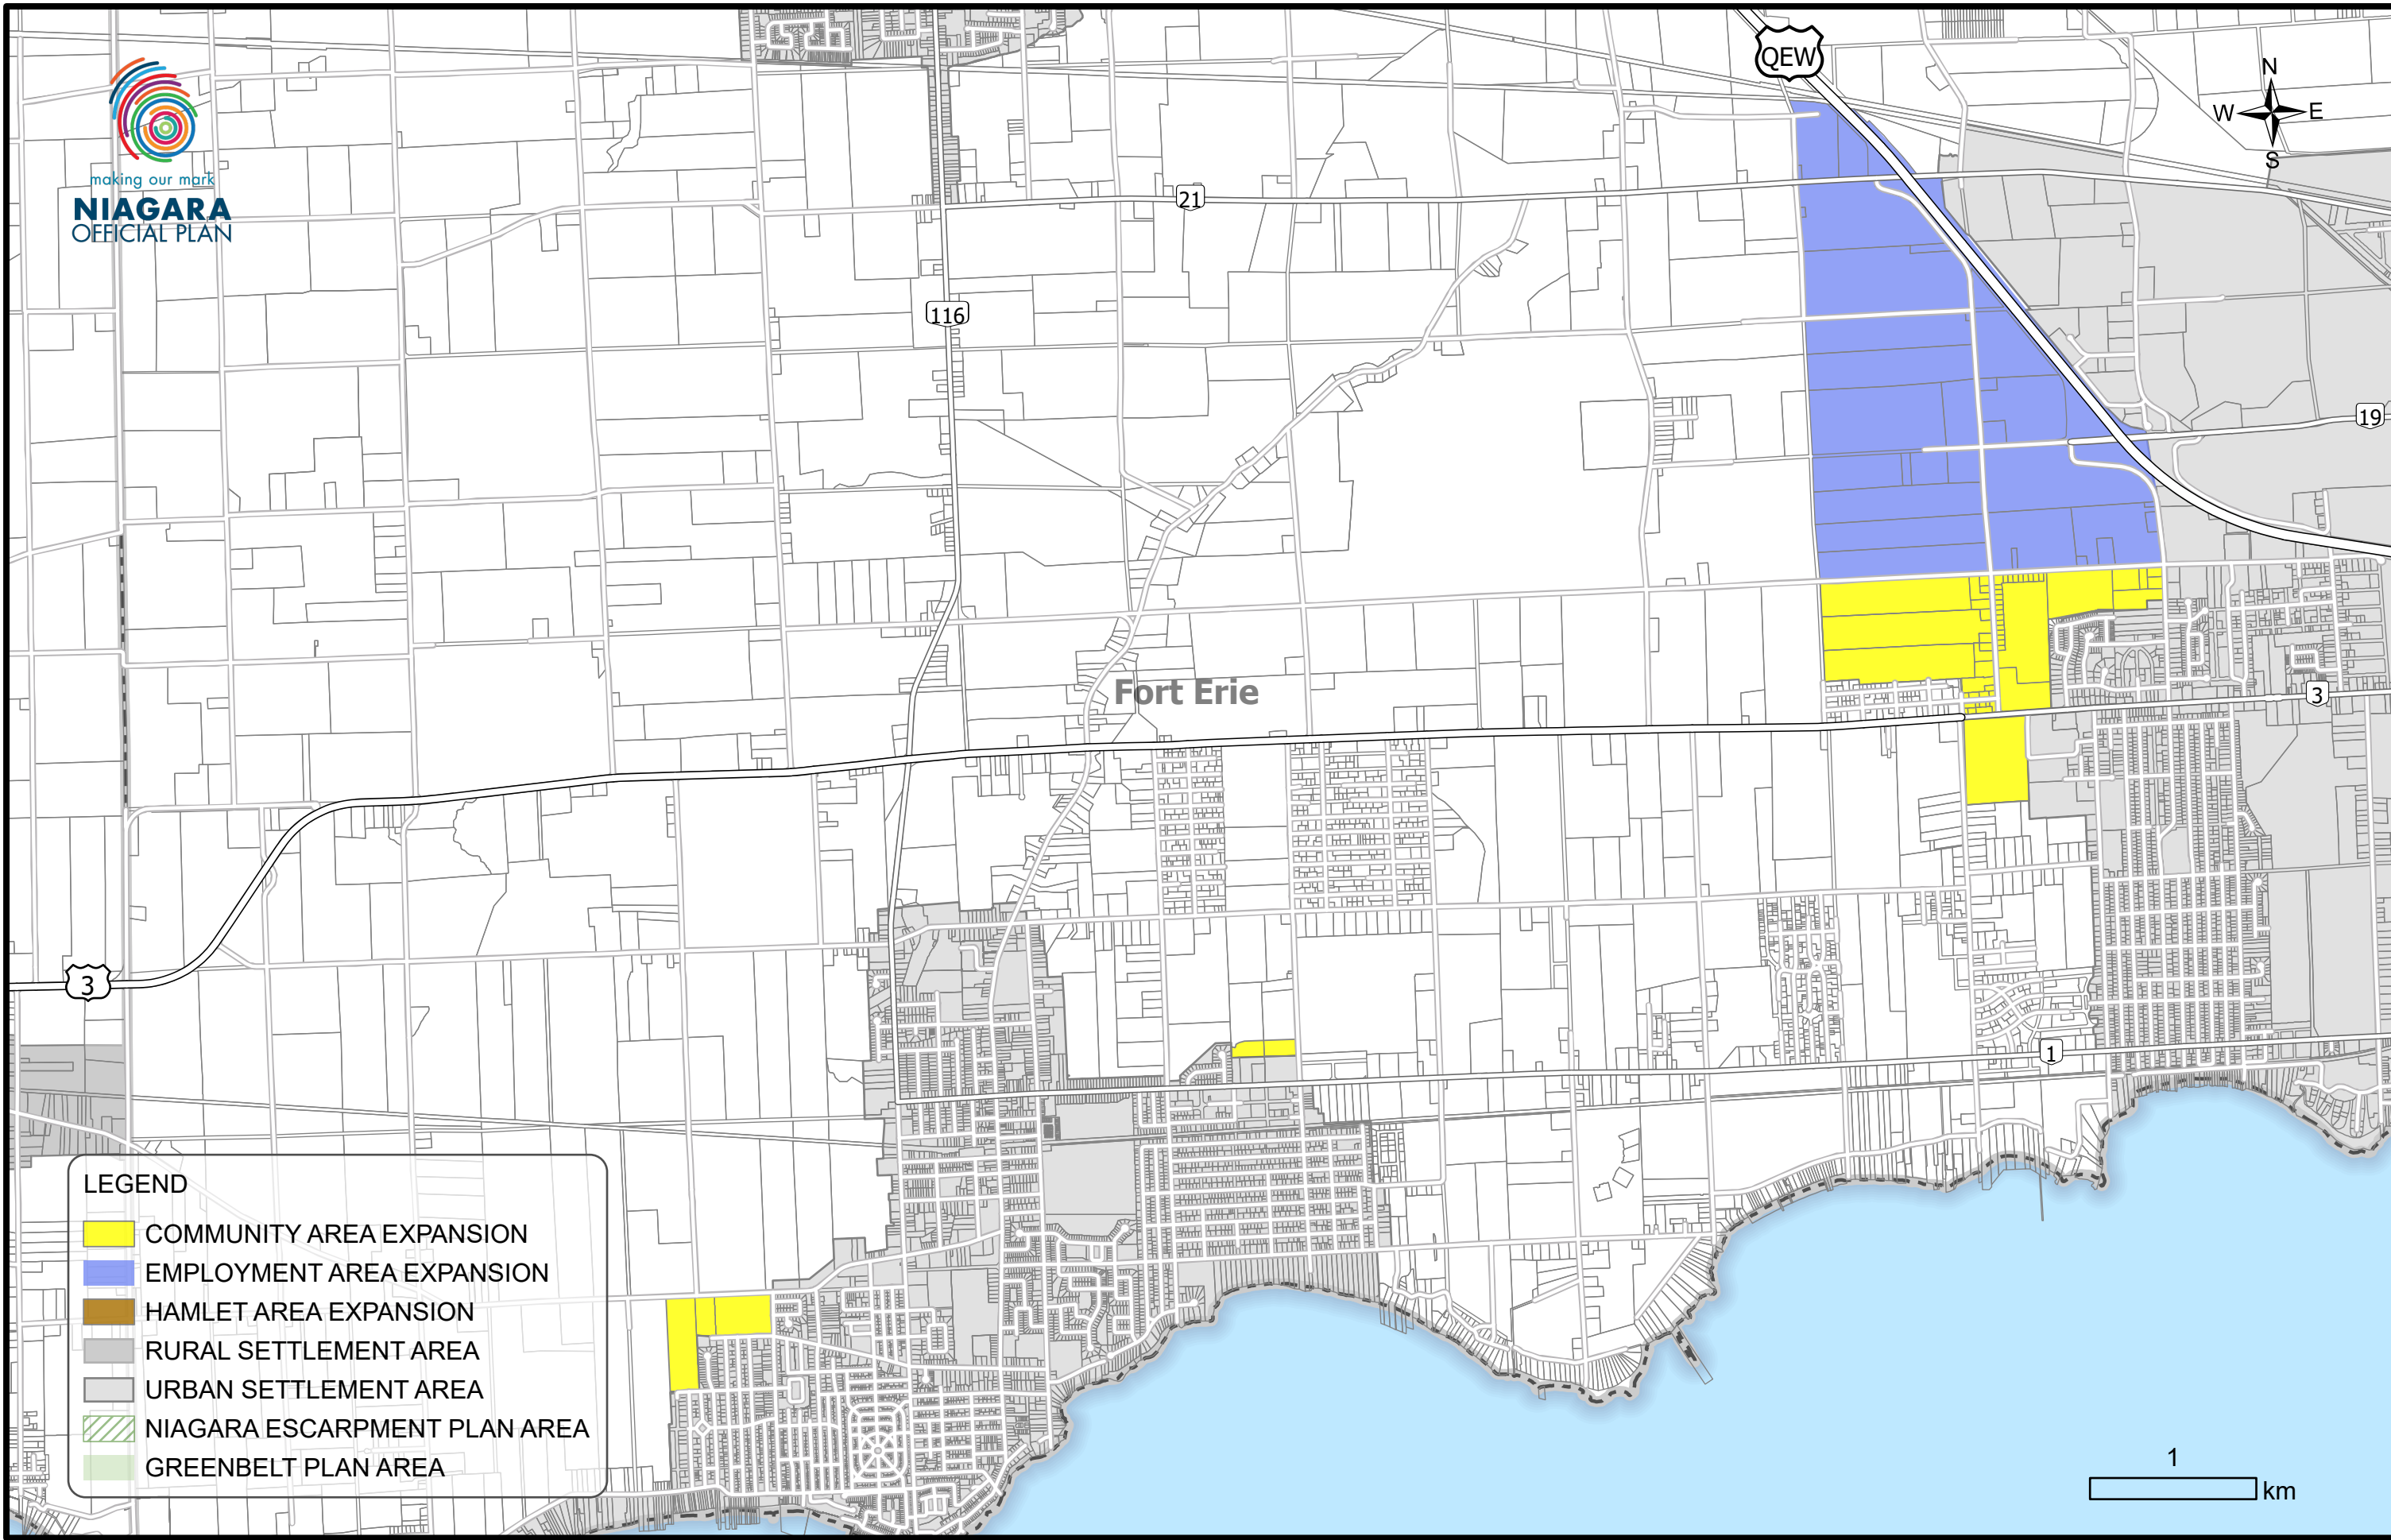 QEW
N
W E
S
making our mark
NIAGARA
OFFICIAL PLAN
21
116
19
Fort Erie
3
3
1
LEGEND
COMMUNITY AREA EXPANSION
EMPLOYMENT AREA EXPANSION
HAMLET AREA EXPANSION
RURAL SETTLEMENT AREA
URBAN SETTLEMENT AREA
NIAGARA ESCARPMENT PLAN AREA
GREENBELT PLAN AREA
1
km